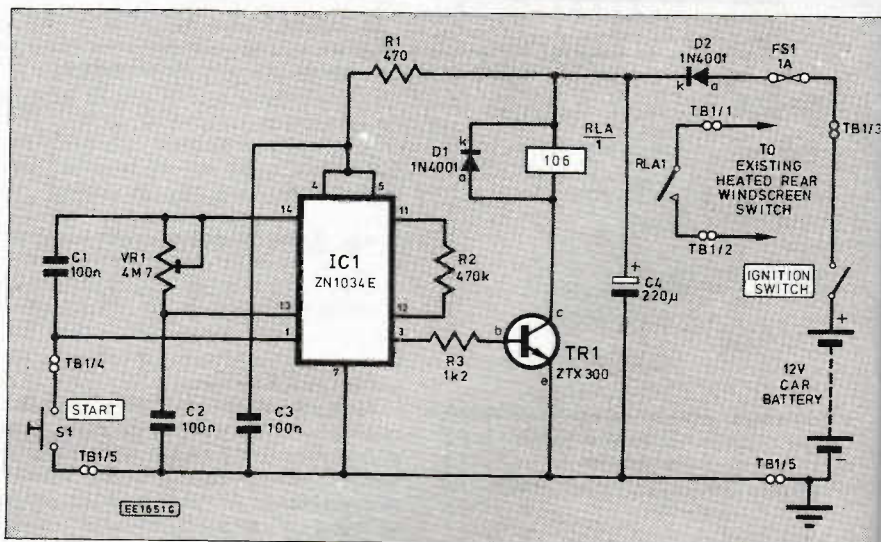 R1
470
D2
1N4001
k
a
FS1
1A
TB1/3
TB1/1
TO
EXISTING
HEATED REAR
WINDSCREEN
SWITCH
RLA1
TB1/2
IGNITION
SWITCH
D1
1N4001
k
a
RLA
1
106
4
5
14
11
C1
100n
VR1
4M7
IC1
ZN1034E
R2
470k
13
12
1
3
7
C4
220µ
+
c
b
e
TR1
ZTX300
R3
1k2
TB1/4
START
S1
TB1/5
C2
100n
C3
100n
+
12V
CAR
BATTERY
−
TB1/5
EE1651G